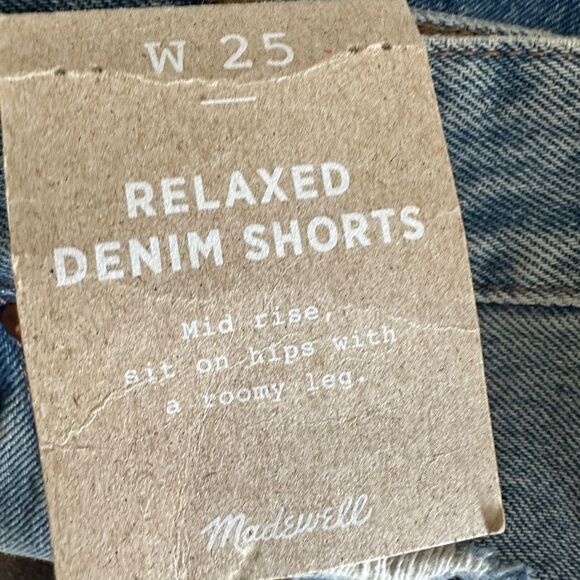 W 25
RELAXED
DENIM SHORTS
Mid rise,
sit on hips with
a roomy leg.
Madewell